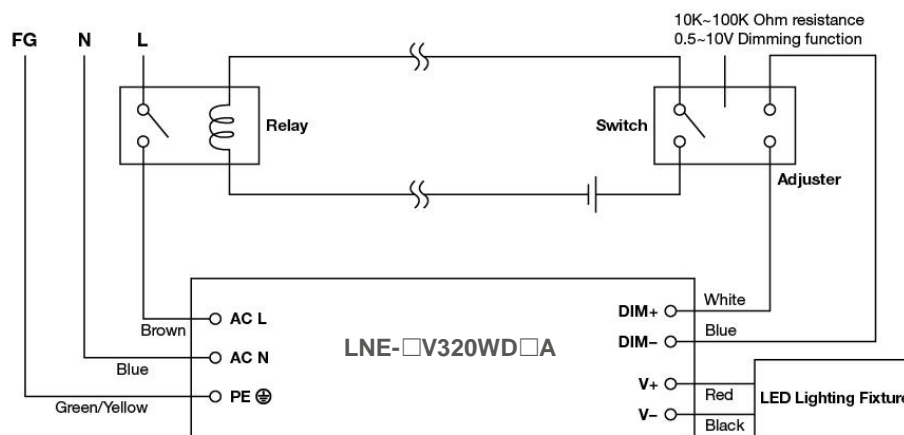 10K~100K Ohm resistance
0.5~10V Dimming function
FG N L
Relay
Switch
Adjuster
White
DIM+
Brown
AC L
Blue
DIM−
LNE-□V320WD□A
Blue
AC N
V+
Red
LED Lighting Fixture
Green/Yellow
PE
V−
Black